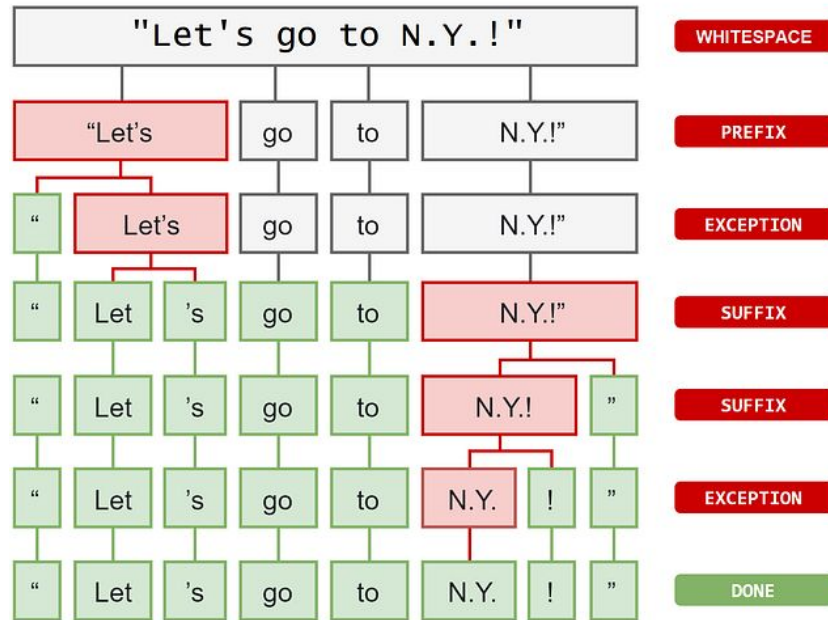 "Let's go to N.Y.!" WHITESPACE
“Let’s go to N.Y.!” PREFIX
“ Let’s go to N.Y.!” EXCEPTION
“ Let ’s go to N.Y.!” SUFFIX
“ Let ’s go to N.Y.! ” SUFFIX
“ Let ’s go to N.Y. ! ” EXCEPTION
“ Let ’s go to N.Y. ! ” DONE